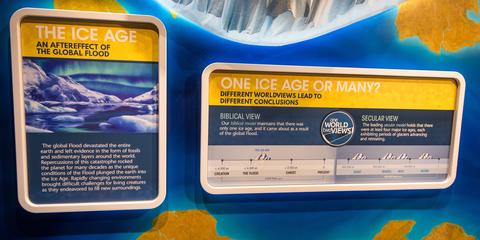 THE ICE AGE
AN AFTEREFFECT OF
THE GLOBAL FLOOD
The global Flood devastated the entire
earth and left evidence in the form of fossils
and sedimentary layers around the world.
Repercussions of this catastrophe rocked
the planet for many decades as the unique
conditions of the Flood plunged the earth into
the Ice Age. Rapidly changing environments
brought difficult challenges for living creatures
as they endeavored to fill new surroundings.
ONE ICE AGE OR MANY?
DIFFERENT WORLDVIEWS LEAD TO
DIFFERENT CONCLUSIONS
BIBLICAL VIEW
Our biblical model maintains that there was
only one ice age, and it came about as a result
of the global Flood.
ONE
WORLD
TWO VIEWS
SECULAR VIEW
The leading secular model holds that there
were at least four major ice ages, each
exhibiting periods of glaciers advancing
and retreating.
CREATION
THE FLOOD
CHRIST
PRESENT